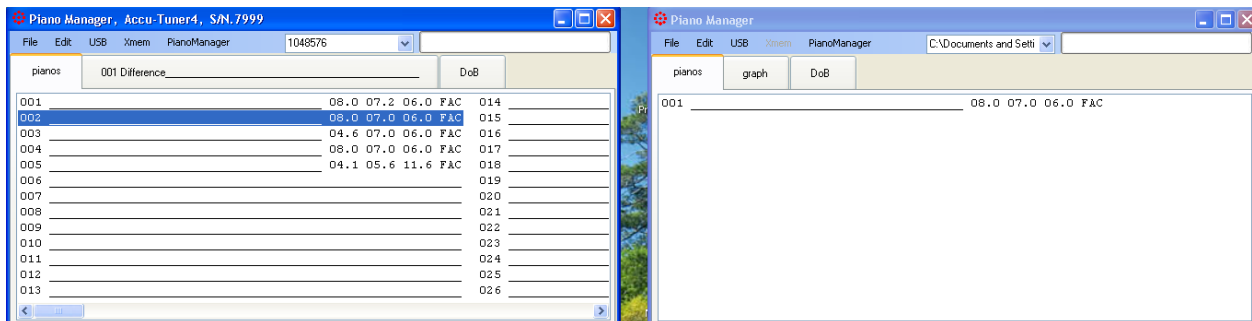 Piano Manager, Accu-Tuner4, S/N.7999
File Edit USB Xmem PianoManager 1048576
pianos 001 Difference DoB
001 08.0 07.2 06.0 FAC 014
002 08.0 07.0 06.0 FAC 015
003 04.6 07.0 06.0 FAC 016
004 08.0 07.0 06.0 FAC 017
005 04.1 05.6 11.6 FAC 018
006 019
007 020
008 021
009 022
010 023
011 024
012 025
013 026
Piano Manager
File Edit USB Xmem PianoManager C:\Documents and Setti
pianos graph DoB
001 08.0 07.0 06.0 FAC